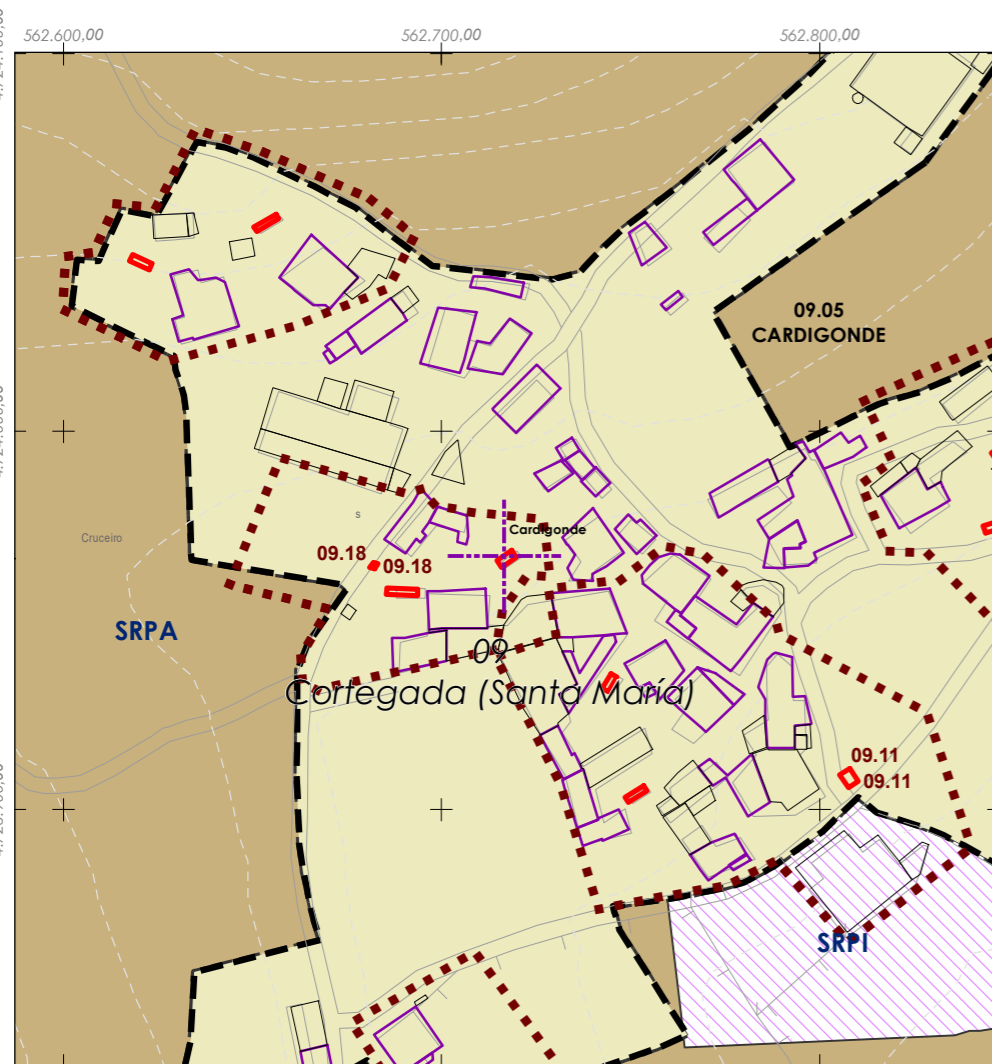 562.600,00 562.700,00 562.800,00
09.05
CARDIGONDE
s
Cruceiro
Cardigonde
09.18
09.18
SRPA
09
Cortegada (Santa María)
09.11
09.11
SRPI